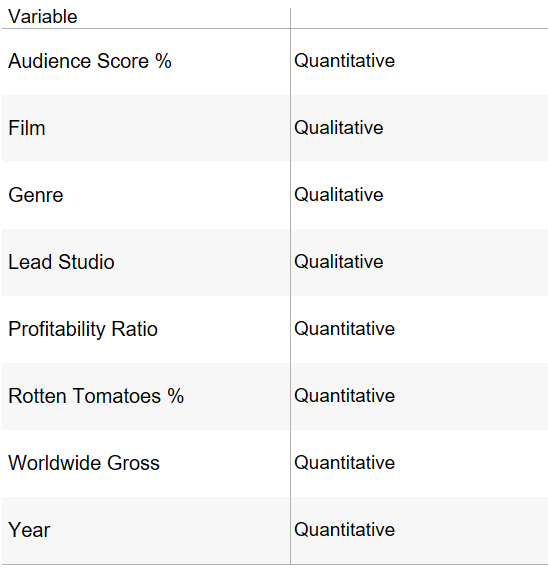 Variable
Audience Score % Quantitative
Film Qualitative
Genre Qualitative
Lead Studio Qualitative
Profitability Ratio Quantitative
Rotten Tomatoes % Quantitative
Worldwide Gross Quantitative
Year Quantitative